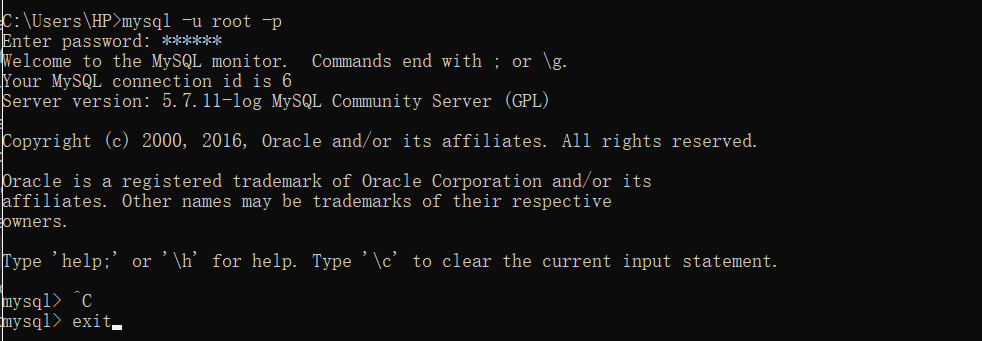 C:\Users\HP>mysql -u root -p
Enter password: ******
Welcome to the MySQL monitor.  Commands end with ; or \g.
Your MySQL connection id is 6
Server version: 5.7.11-log MySQL Community Server (GPL)
Copyright (c) 2000, 2016, Oracle and/or its affiliates. All rights reserved.
Oracle is a registered trademark of Oracle Corporation and/or its
affiliates. Other names may be trademarks of their respective
owners.
Type 'help;' or '\h' for help. Type '\c' to clear the current input statement.
mysql> ^C
mysql> exit